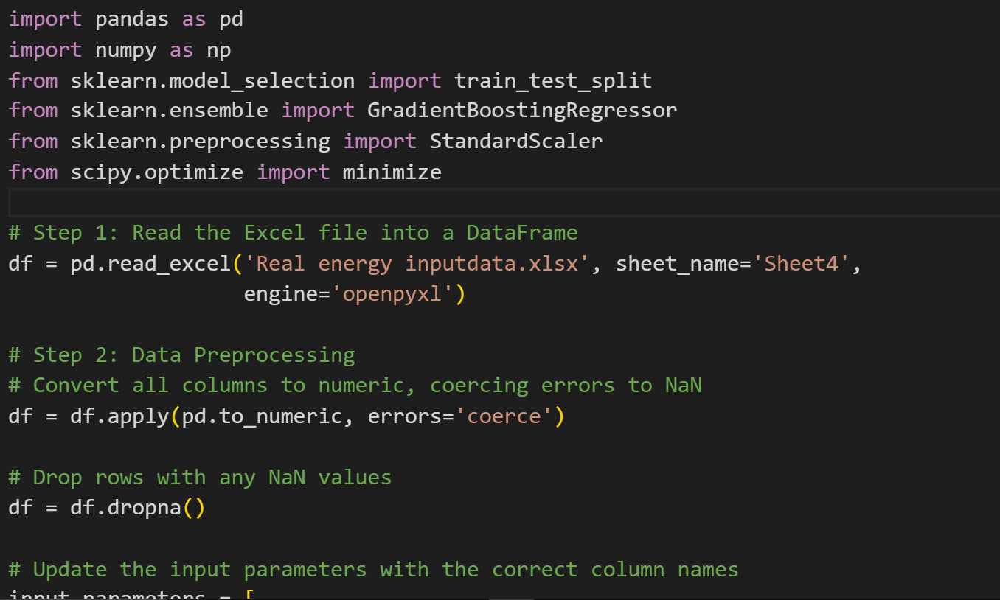 import pandas as pd
import numpy as np
from sklearn.model_selection import train_test_split
from sklearn.ensemble import GradientBoostingRegressor
from sklearn.preprocessing import StandardScaler
from scipy.optimize import minimize
# Step 1: Read the Excel file into a DataFrame
df = pd.read_excel('Real energy inputdata.xlsx', sheet_name='Sheet4',
engine='openpyxl')
# Step 2: Data Preprocessing
# Convert all columns to numeric, coercing errors to NaN
df = df.apply(pd.to_numeric, errors='coerce')
# Drop rows with any NaN values
df = df.dropna()
# Update the input parameters with the correct column names
input_parameters = [